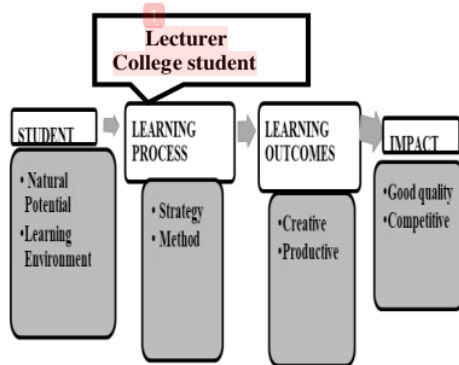 1
Lecturer
College student
STUDENT
LEARNING
PROCESS
LEARNING
OUTCOMES
IMPACT
• Natural
Potential
•Learning
Environment
• Strategy
• Method
•Creative
•Productive
•Good quality
•Competitive